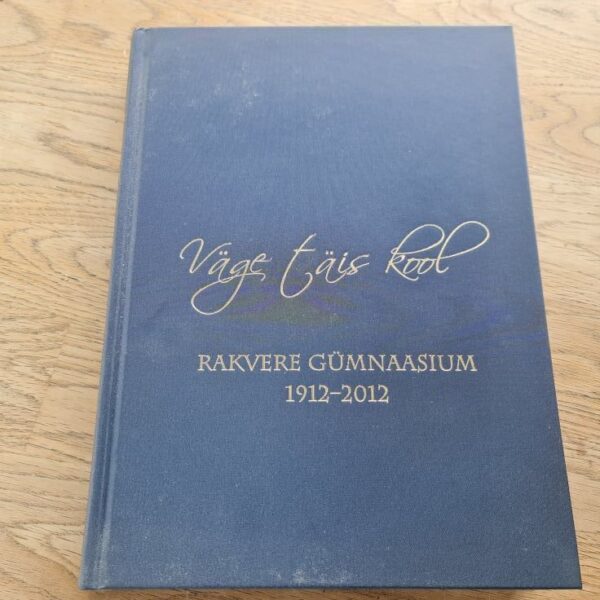 Väge täis kool
RAKVERE GÜMNAASIUM
1912-2012